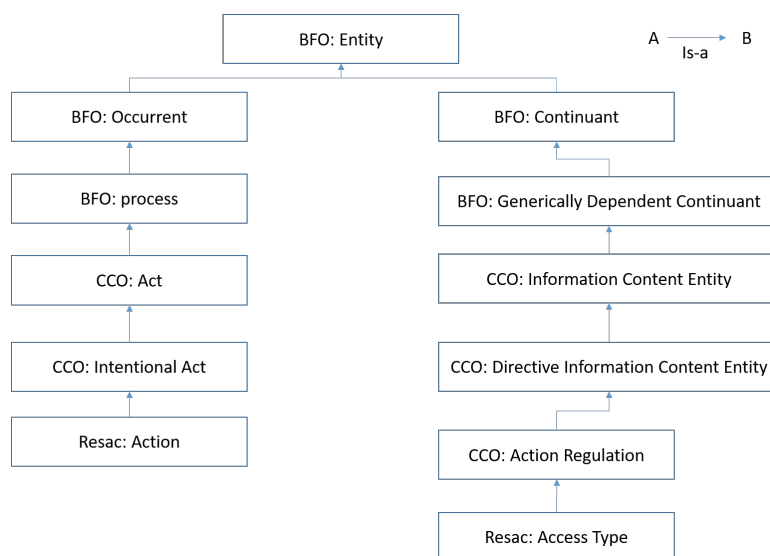 BFO: Entity
A B
Is-a
BFO: Occurrent
BFO: Continuant
BFO: process
BFO: Generically Dependent Continuant
CCO: Act
CCO: Information Content Entity
CCO: Intentional Act
CCO: Directive Information Content Entity
Resac: Action
CCO: Action Regulation
Resac: Access Type